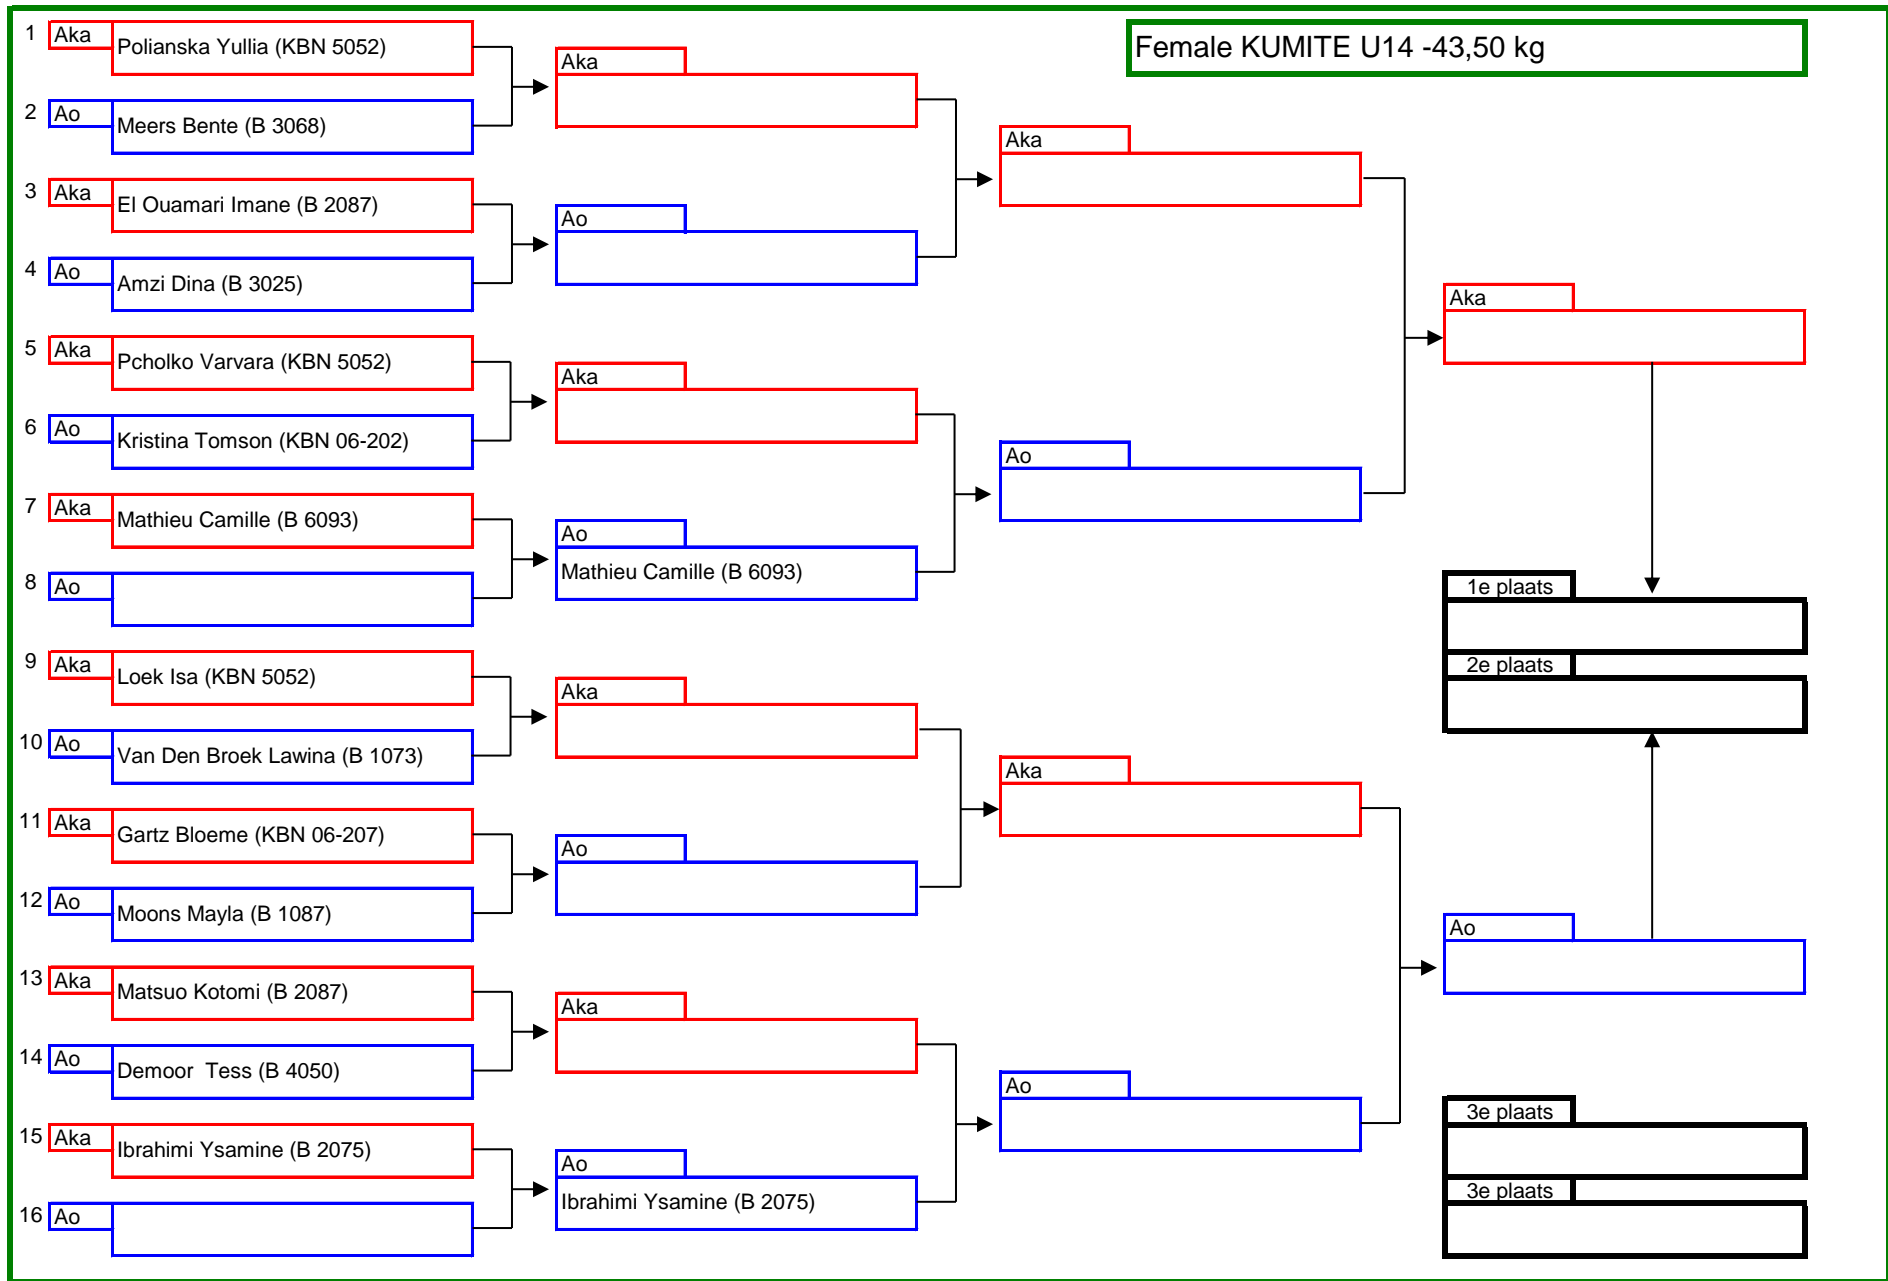 Female KUMITE U14 -43,50 kg
1 Aka
Polianska Yullia (KBN 5052)
2 Ao
Meers Bente (B 3068)
3 Aka
El Ouamari Imane (B 2087)
4 Ao
Amzi Dina (B 3025)
5 Aka
Pcholko Varvara (KBN 5052)
6 Ao
Kristina Tomson (KBN 06-202)
7 Aka
Mathieu Camille (B 6093)
8 Ao
9 Aka
Loek Isa (KBN 5052)
10 Ao
Van Den Broek Lawina (B 1073)
11 Aka
Gartz Bloeme (KBN 06-207)
12 Ao
Moons Mayla (B 1087)
13 Aka
Matsuo Kotomi (B 2087)
14 Ao
Demoor  Tess (B 4050)
15 Aka
Ibrahimi Ysamine (B 2075)
16 Ao
Aka
Ao
Aka
Ao
Mathieu Camille (B 6093)
Aka
Ao
Aka
Ao
Ibrahimi Ysamine (B 2075)
Aka
Ao
Aka
Ao
Aka
1e plaats
2e plaats
Ao
3e plaats
3e plaats